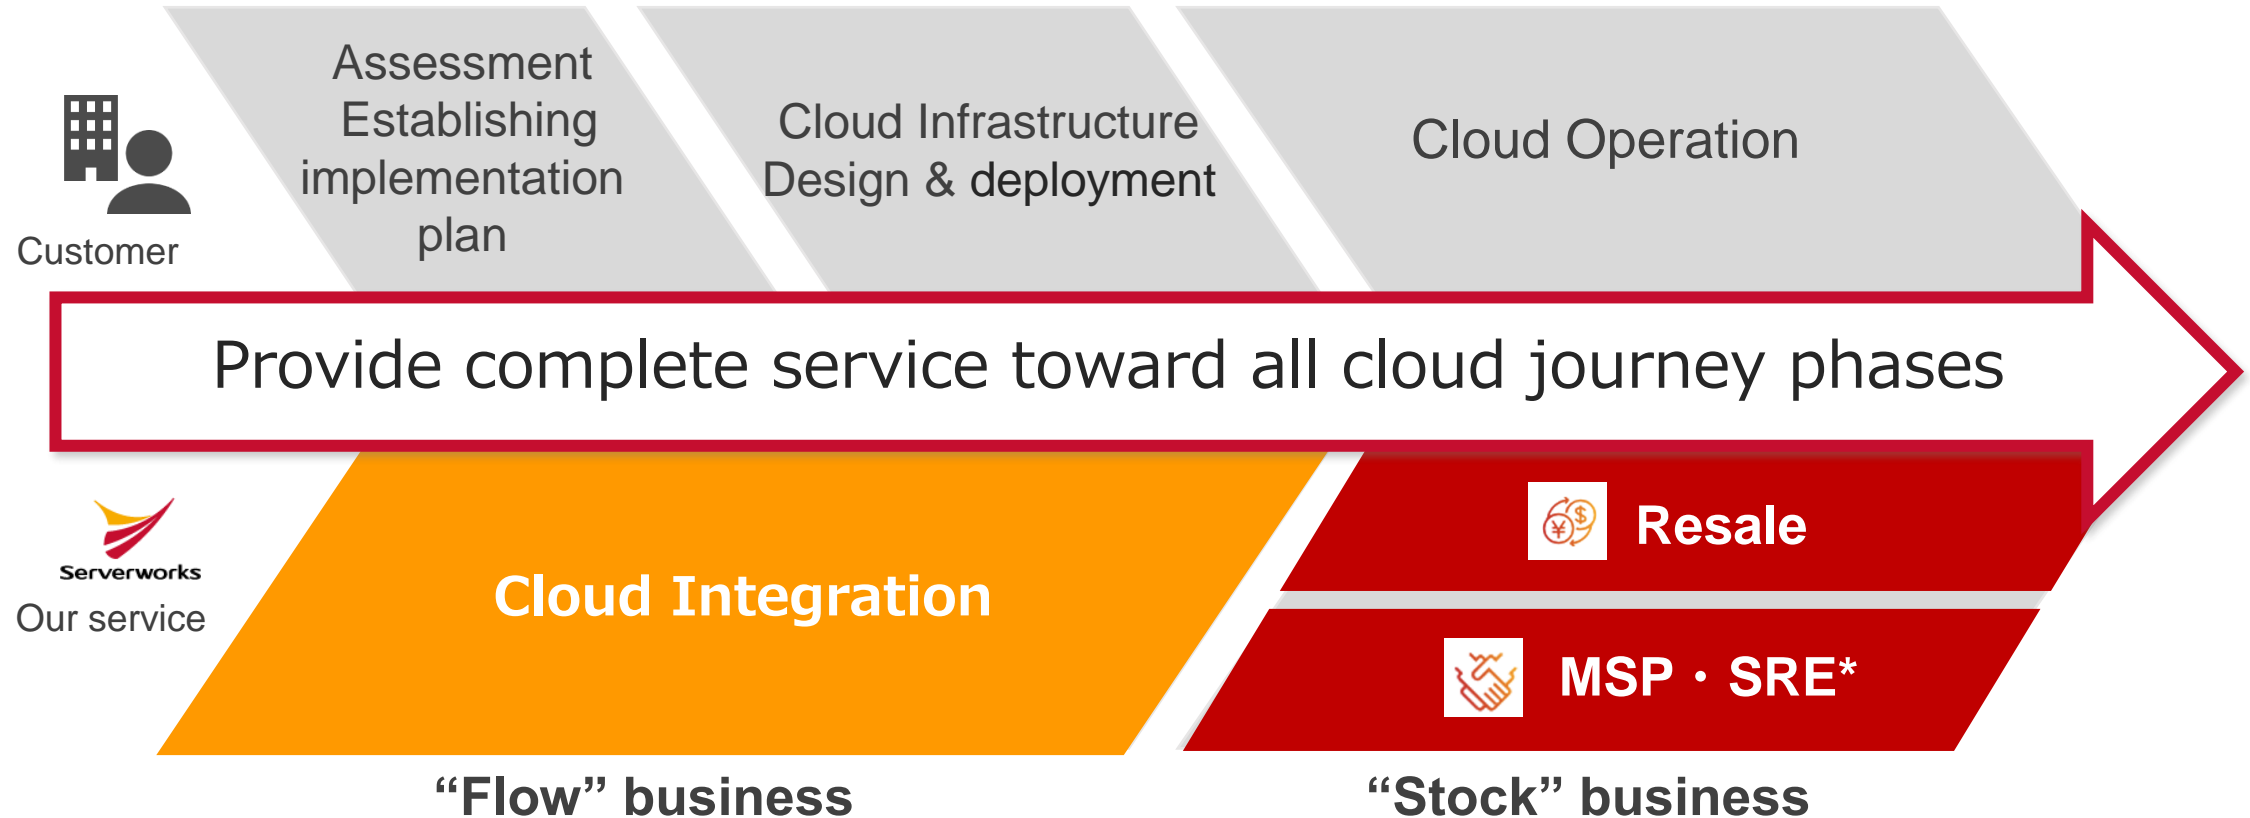 Assessment
Establishing
implementation
plan
Cloud Infrastructure
Design & deployment
Cloud Operation
Customer
Provide complete service toward all cloud journey phases
Serverworks
Our service
Cloud Integration
¥ $
Resale
MSP・SRE*
“Flow” business
“Stock” business